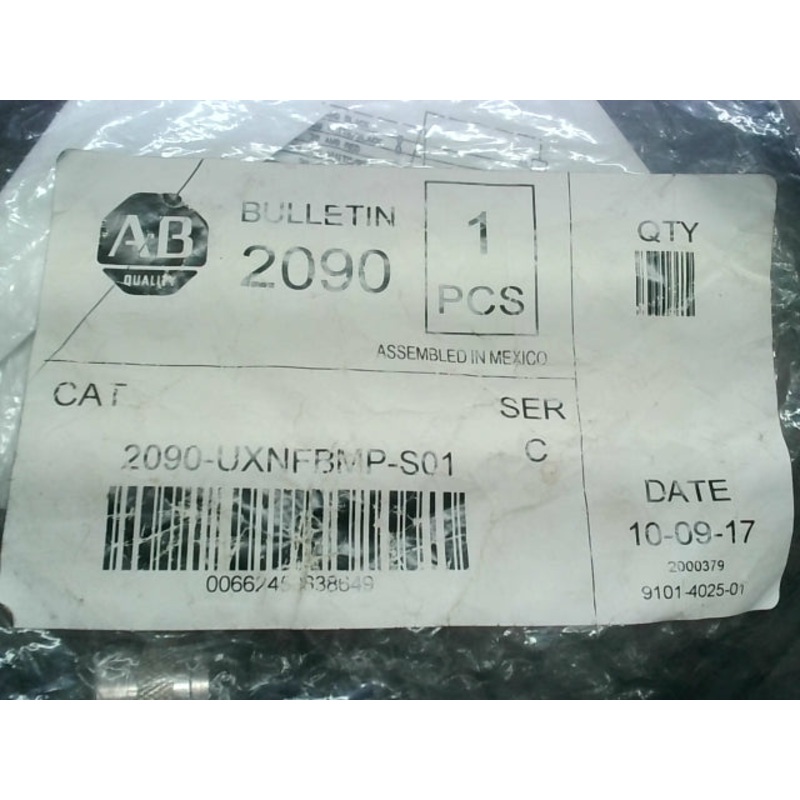 AB
QUALITY
BULLETIN
2090
1
PCS
ASSEMBLED IN MEXICO
QTY
CAT
SER
2090-UXNFBMP-S01
C
DATE
10-09-17
2000379
9101-4025-01